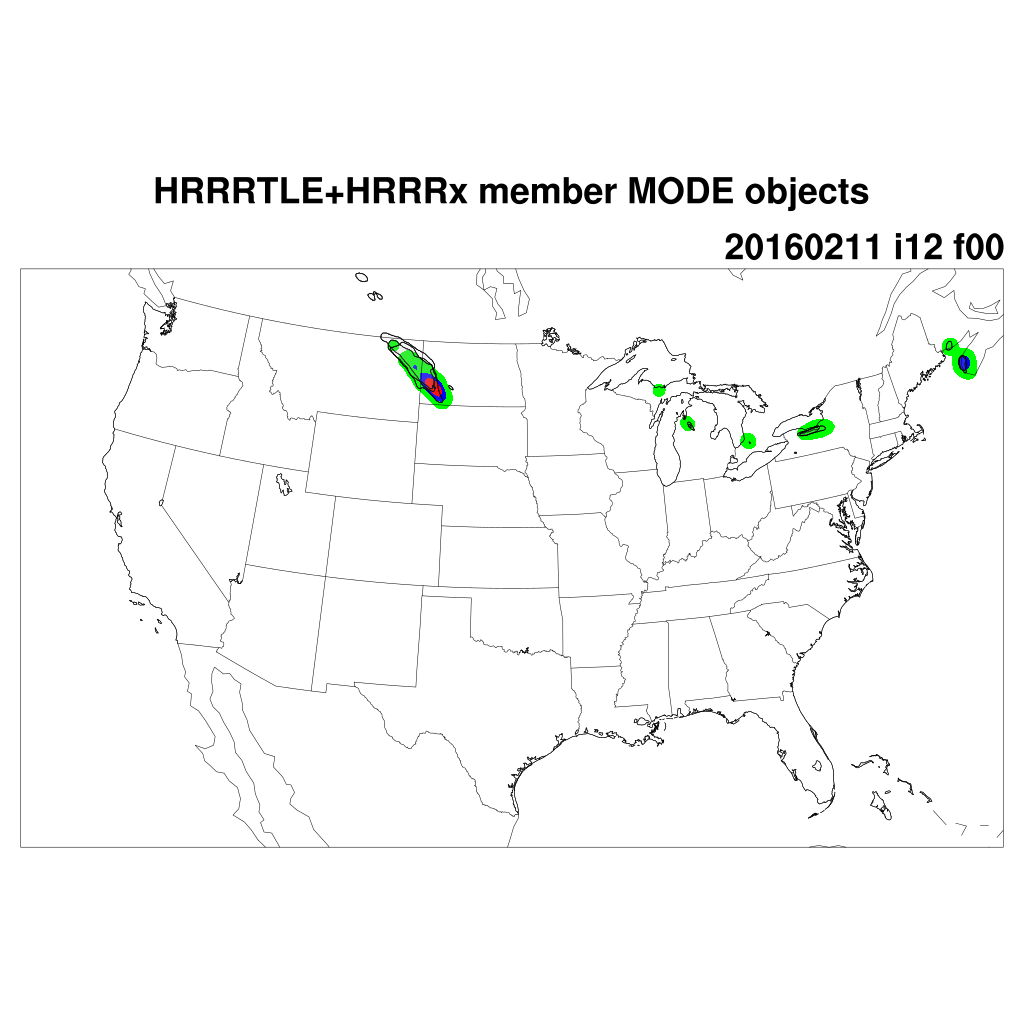 HRRRTLE+HRRRx member MODE objects
20160211 i12 f00